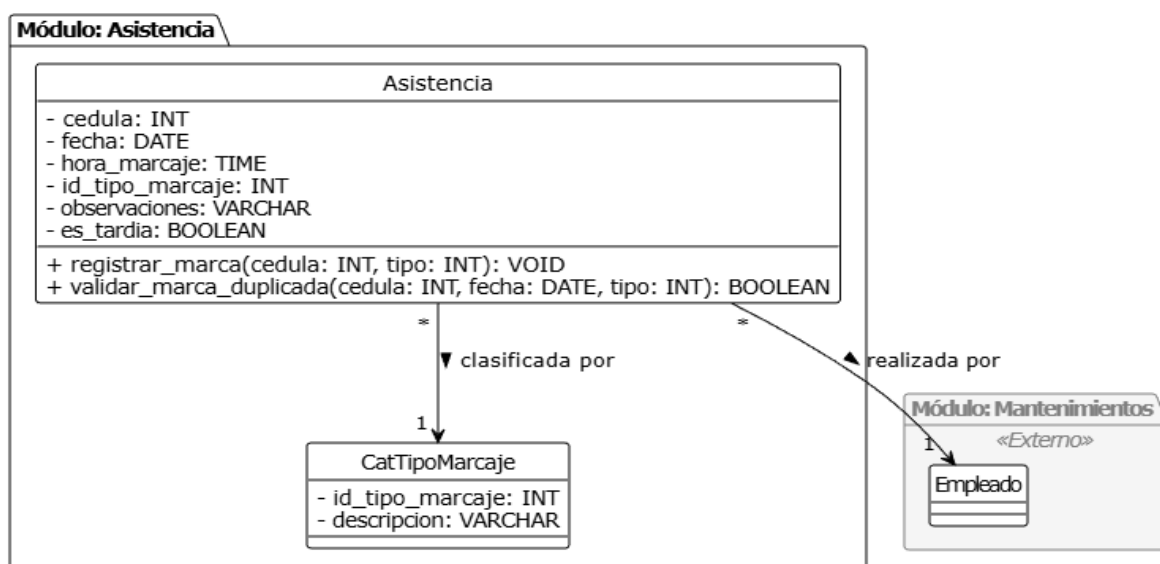 Módulo: Asistencia
Asistencia
- cedula: INT
- fecha: DATE
- hora_marcaje: TIME
- id_tipo_marcaje: INT
- observaciones: VARCHAR
- es_tardia: BOOLEAN
+ registrar_marca(cedula: INT, tipo: INT): VOID
+ validar_marca_duplicada(cedula: INT, fecha: DATE, tipo: INT): BOOLEAN
* *
clasificada por
realizada por
1
CatTipoMarcaje
- id_tipo_marcaje: INT
- descripcion: VARCHAR
Módulo: Mantenimientos
«Externo»
1
Empleado